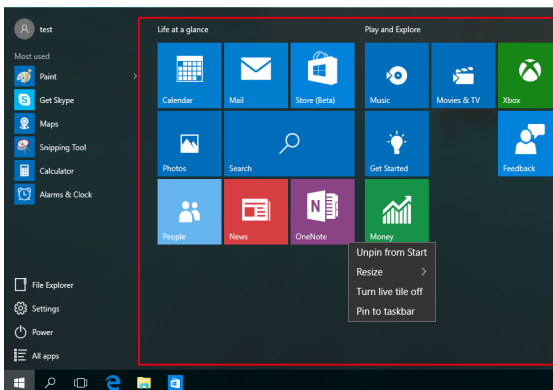 test
Most used
Paint
Get Skype
Maps
Snipping Tool
Calculator
Alarms & Clock
File Explorer
Settings
Power
All apps
Life at a glance
Calendar
Mail
Store (Beta)
Photos
Search
People
News
OneNote
Play and Explore
Music
Movies & TV
Xbox
Get Started
Feedback
Money
Unpin from Start
Resize
Turn live tile off
Pin to taskbar